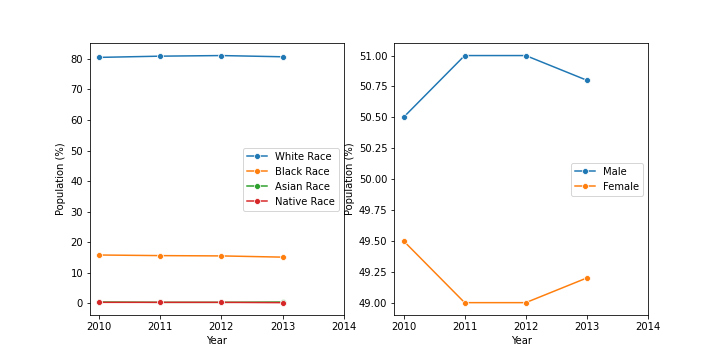 80
70
60
50
40
30
20
10
0
Population (%)
White Race
Black Race
Asian Race
Native Race
2010 2011 2012 2013 2014
Year
51.00
50.75
50.50
50.25
50.00
49.75
49.50
49.25
49.00
Population (%)
Male
Female
2010 2011 2012 2013 2014
Year